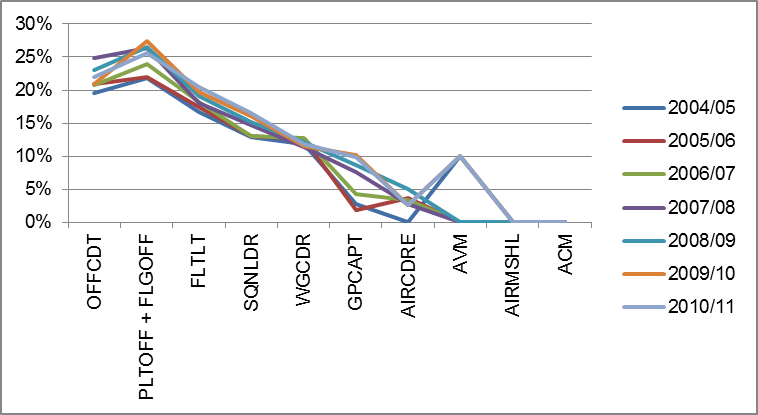 30%
25%
20%
15%
10%
5%
0%
OFFCDT
PLTOFF + FLGOFF
FLTLT
SQNLDR
WGCDR
GPCAPT
AIRCDRE
AVM
AIRMSHL
ACM
2004/05
2005/06
2006/07
2007/08
2008/09
2009/10
2010/11